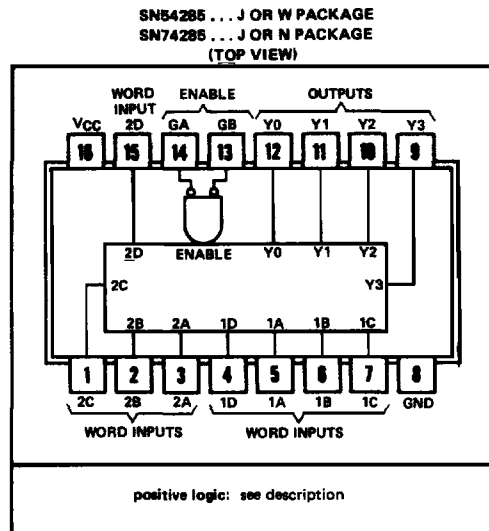 SN54285 ... J OR W PACKAGE
SN74285 ... J OR N PACKAGE
(TOP VIEW)
WORD INPUT ENABLE OUTPUTS
VCC 2D GA GB Y0 Y1 Y2 Y3
16 15 14 13 12 11 10 9
2D ENABLE Y0 Y1 Y2
2C Y3
2B 2A 1D 1A 1B 1C
1 2 3 4 5 6 7 8
2C 2B 2A 1D 1A 1B 1C GND
WORD INPUTS WORD INPUTS
positive logic: see description